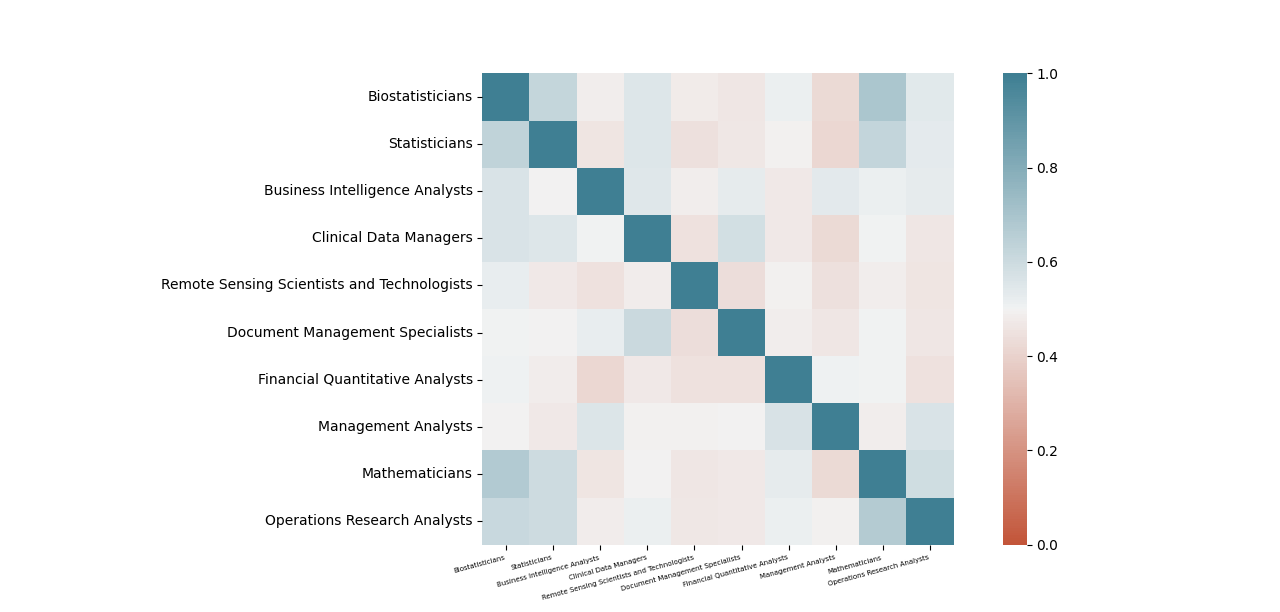 Biostatisticians
Statisticians
Business Intelligence Analysts
Clinical Data Managers
Remote Sensing Scientists and Technologists
Document Management Specialists
Financial Quantitative Analysts
Management Analysts
Mathematicians
Operations Research Analysts
Biostatisticians
Statisticians
Business Intelligence Analysts
Clinical Data Managers
Remote Sensing Scientists and Technologists
Document Management Specialists
Financial Quantitative Analysts
Management Analysts
Mathematicians
Operations Research Analysts
1.0
0.8
0.6
0.4
0.2
0.0